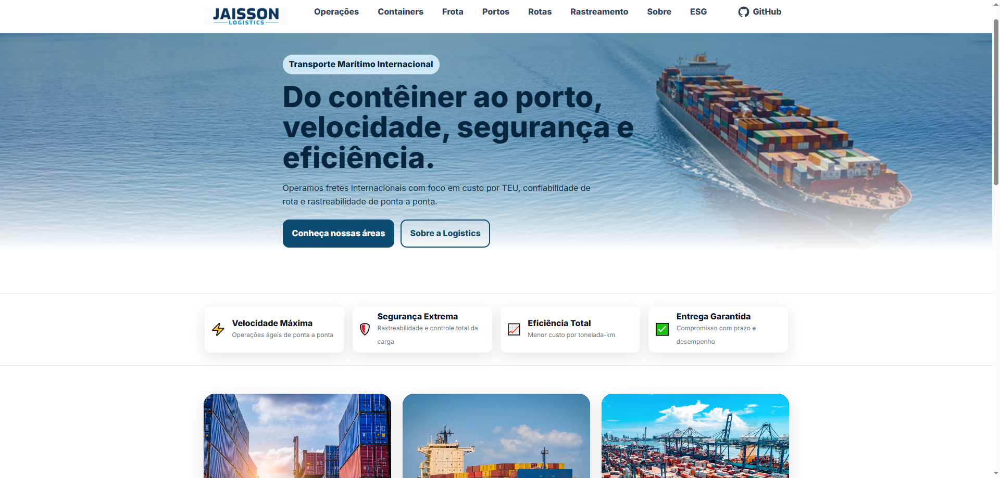 JAISSON
LOGISTICS
Operações
Containers
Frota
Portos
Rotas
Rastreamento
Sobre
ESG
GitHub
Transporte Marítimo Internacional
Do contêiner ao porto,
velocidade, segurança e
eficiência.
Operamos fretes internacionais com foco em custo por TEU, confiabilidade de
rota e rastreabilidade de ponta a ponta.
Conheça nossas áreas
Sobre a Logistics
Velocidade Máxima
Operações ágeis de ponta a ponta
Segurança Extrema
Rastreabilidade e controle total da
carga
Eficiência Total
Menor custo por tonelada-km
Entrega Garantida
Compromisso com prazo e
desempenho